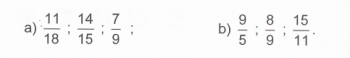 a) 11/18 ; 14/15 ; 7/9 ; b) 9/5 ; 8/9 ; 15/11 .